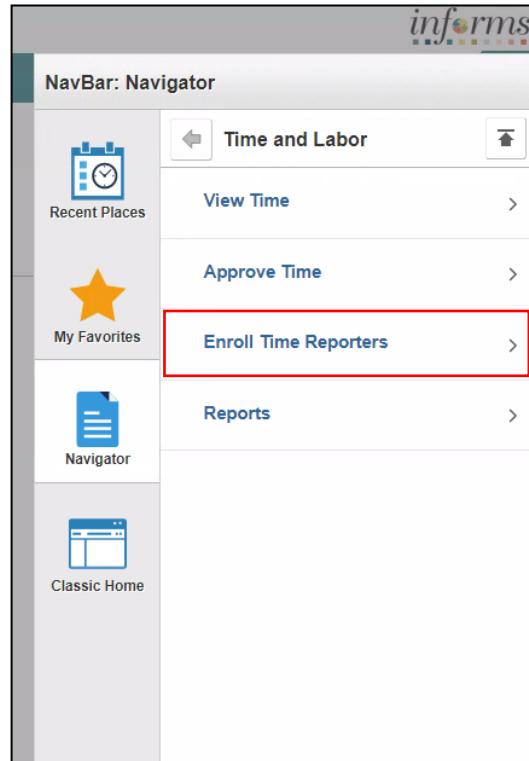 informs
NavBar: Navigator
Recent Places
My Favorites
Navigator
Classic Home
Time and Labor
View Time
Approve Time
Enroll Time Reporters
Reports